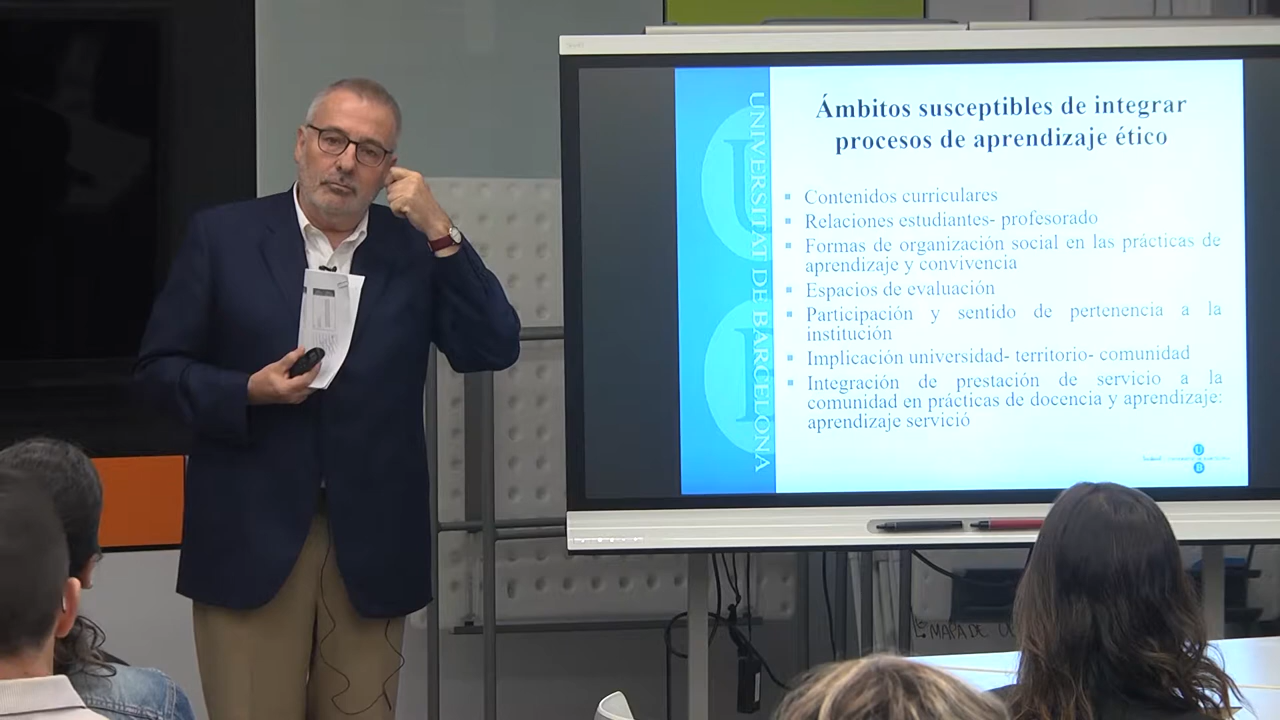 Ámbitos susceptibles de integrar
procesos de aprendizaje ético
UNIVERSITAT DE BARCELONA
Contenidos curriculares
Relaciones estudiantes- profesorado
Formas de organización social en las prácticas de
aprendizaje y convivencia
Espacios de evaluación
Participación y sentido de pertenencia a la
institución
Implicación universidad- territorio- comunidad
Integración de prestación de servicio a la
comunidad en prácticas de docencia y aprendizaje:
aprendizaje servició
U
B
MAPA DE